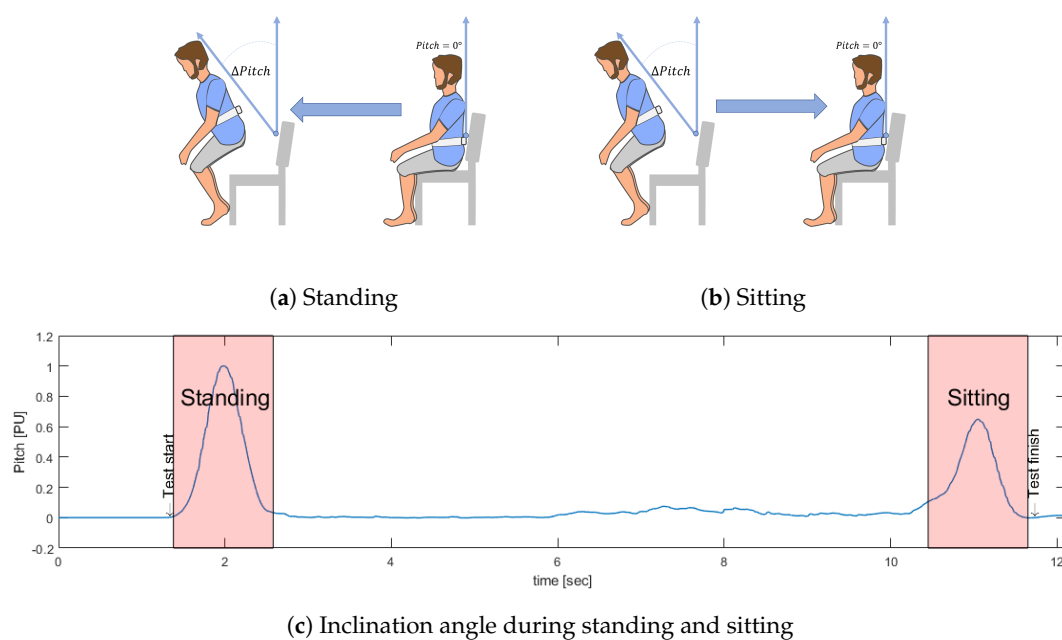 Pitch = 0°
ΔPitch
Pitch = 0°
ΔPitch
(a) Standing
(b) Sitting
1.2
1
0.8
0.6
0.4
0.2
0
-0.2
Pitch [PU]
Standing
Sitting
Test start
Test finish
0 2 4 6 8 10 12
time [sec]
(c) Inclination angle during standing and sitting